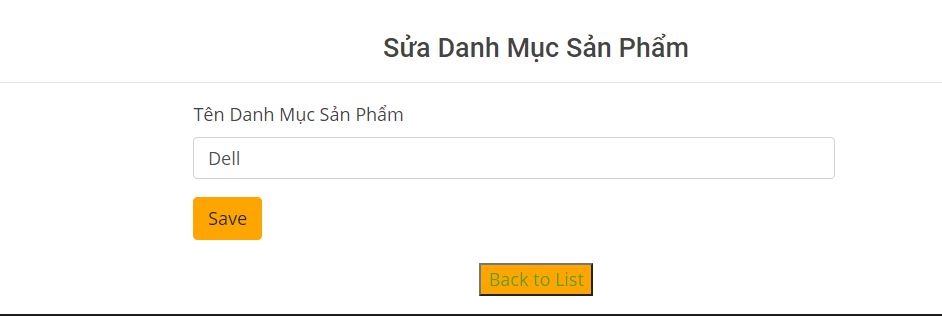 Sửa Danh Mục Sản Phẩm
Tên Danh Mục Sản Phẩm
Dell
Save
Back to List